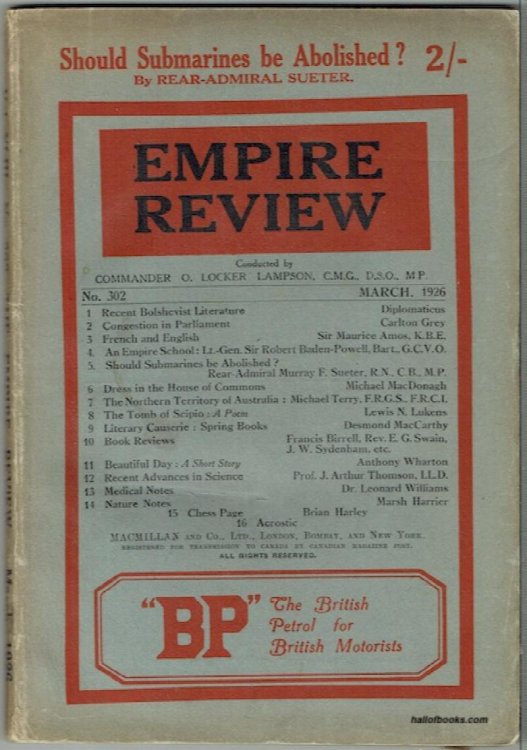 Should Submarines be Abolished ? 2/-
By REAR-ADMIRAL SUETER.
EMPIRE
REVIEW
Conducted by
COMMANDER O. LOCKER LAMPSON, C.M.G., D.S.O., M P.
No. 302 MARCH, 1926
1 Recent Bolshevist Literature Diplomaticus
2 Congestion in Parliament Carlton Grey
3 French and English Sir Maurice Amos, K.B.E.
4. An Empire School: Lt.-Gen. Sir Robert Baden-Powell, Bart., G.C.V.O.
5. Should Submarines be Abolished ?
Rear-Admiral Murray F. Sueter, R.N., C.B., M.P.
6 Dress in the House of Commons Michael MacDonagh
7 The Northern Territory of Australia : Michael Terry, F.R.G.S., F.R.C.I.
8 The Tomb of Scipio : A Poem Lewis N. Lukens
9 Literary Causerie : Spring Books Desmond MacCarthy
10 Book Reviews Francis Birrell, Rev. E. G. Swain,
J. W. Sydenham, etc.
11 Beautiful Day : A Short Story Anthony Wharton
12 Recent Advances in Science Prof. J. Arthur Thomson, LL.D.
13 Medical Notes Dr. Leonard Williams
14 Nature Notes Marsh Harrier
15 Chess Page Brian Harley
16 Acrostic
MACMILLAN AND CO., LTD., LONDON, BOMBAY, AND NEW YORK.
REGISTERED FOR TRANSMISSION TO CANADA BY CANADIAN MAGAZINE POST.
ALL RIGHTS RESERVED.
"BP" The British
Petrol for
British Motorists
hallofbooks.com